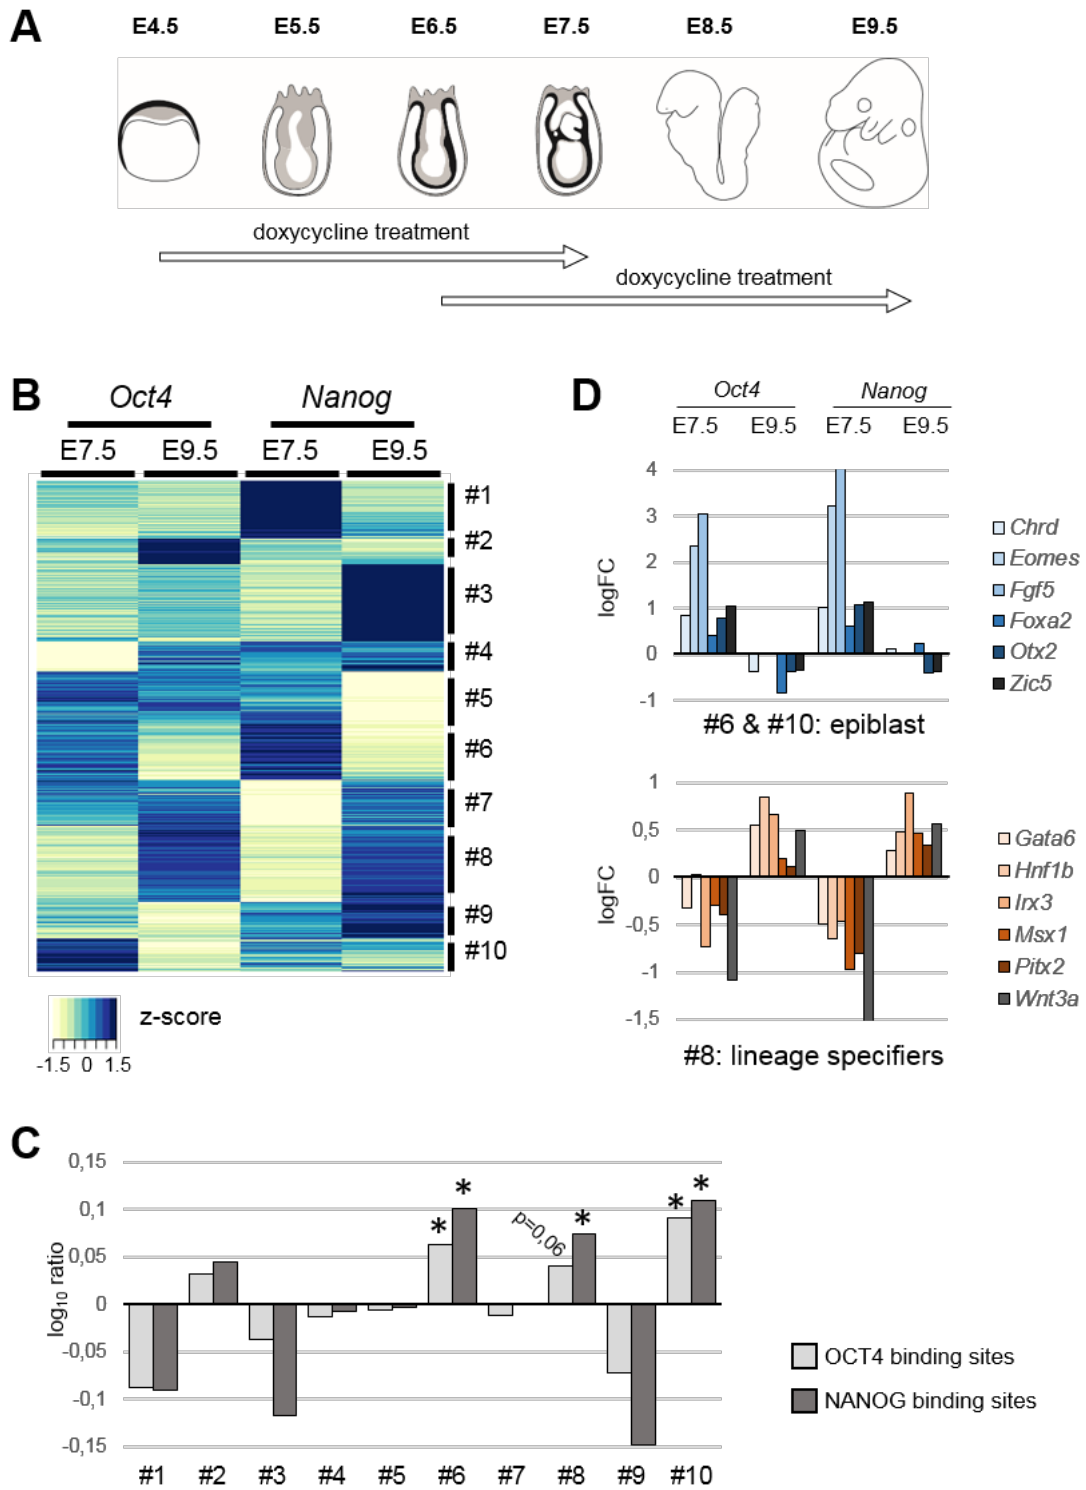 A
E4.5 E5.5 E6.5 E7.5 E8.5 E9.5
doxycycline treatment
doxycycline treatment
B
Oct4 Nanog
E7.5 E9.5 E7.5 E9.5
#1
#2
#3
#4
#5
#6
#7
#8
#9
#10
z-score
-1.5 0 1.5
D
Oct4 Nanog
E7.5 E9.5 E7.5 E9.5
4
3
2
1
0
-1
logFC
Chrd
Eomes
Fgf5
Foxa2
Otx2
Zic5
#6 & #10: epiblast
1
0,5
0
-0,5
-1
-1,5
logFC
Gata6
Hnf1b
Irx3
Msx1
Pitx2
Wnt3a
#8: lineage specifiers
C
0,15
0,1
0,05
0
-0,05
-0,1
-0,15
log10 ratio
* *
p=0,06 *
* *
#1 #2 #3 #4 #5 #6 #7 #8 #9 #10
OCT4 binding sites
NANOG binding sites